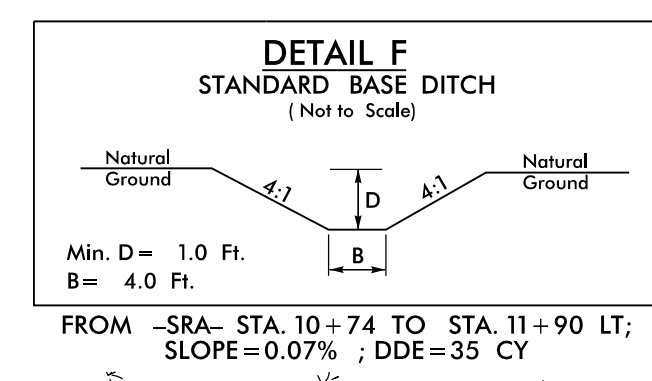 DETAIL F
STANDARD BASE DITCH
( Not to Scale)
Natural
Ground
4:1
D
4:1
Natural
Ground
Min. D= 1.0 Ft.
B
B= 4.0 Ft.
FROM -SRA- STA. 10+74 TO STA. 11+90 LT;
SLOPE=0.07% ; DDE=35 CY